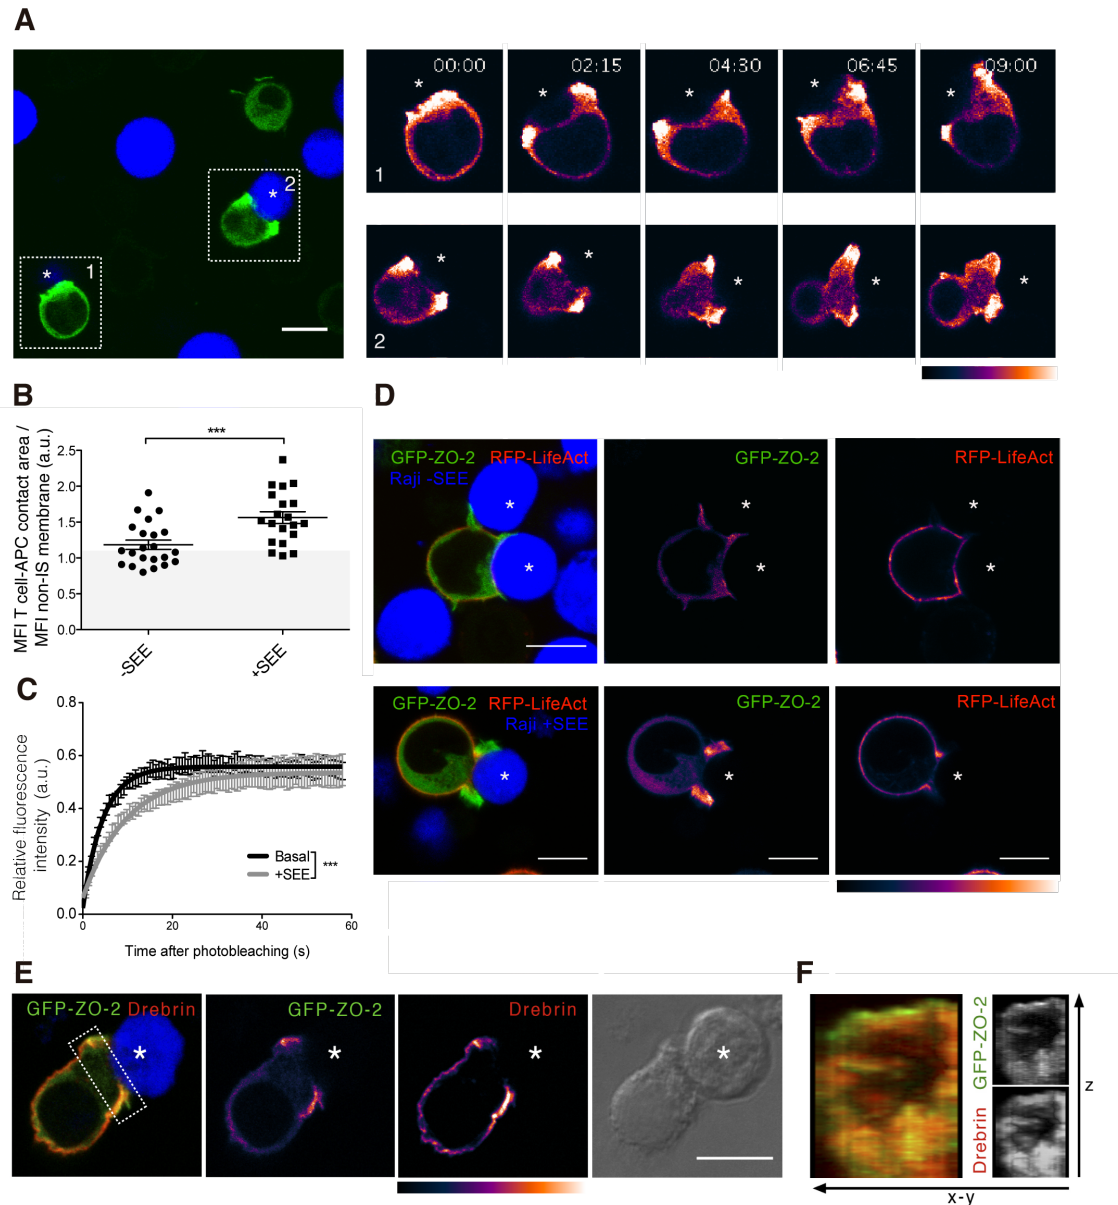 A
1
2
*
*
00:00
02:15
04:30
06:45
09:00
*
*
*
*
*
1
*
*
*
*
*
2
B
MFI T cell-APC contact area /
MFI non-IS membrane (a.u.)
2.5
2.0
1.5
1.0
0.5
0.0
***
-SEE
+SEE
C
Relative fluorescence
intensity (a.u.)
0.8
0.6
0.4
0.2
0.0
Basal
+SEE
***
0
20
40
60
Time after photobleaching (s)
D
GFP-ZO-2 RFP-LifeAct
Raji -SEE
*
*
GFP-ZO-2
*
*
RFP-LifeAct
*
*
GFP-ZO-2 RFP-LifeAct
Raji +SEE
*
GFP-ZO-2
*
RFP-LifeAct
*
E
GFP-ZO-2 Drebrin
*
GFP-ZO-2
*
Drebrin
*
*
F
GFP-ZO-2
Drebrin
z
x-y